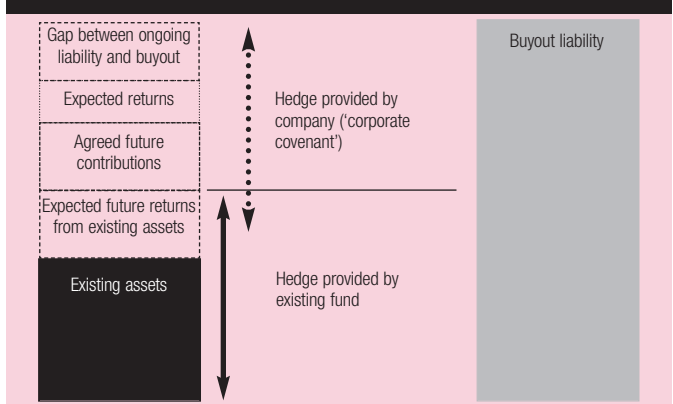 Gap between ongoing
liability and buyout
Expected returns
Agreed future
contributions
Expected future returns
from existing assets
Existing assets
Hedge provided by
company (‘corporate
covenant’)
Hedge provided by
existing fund
Buyout liability